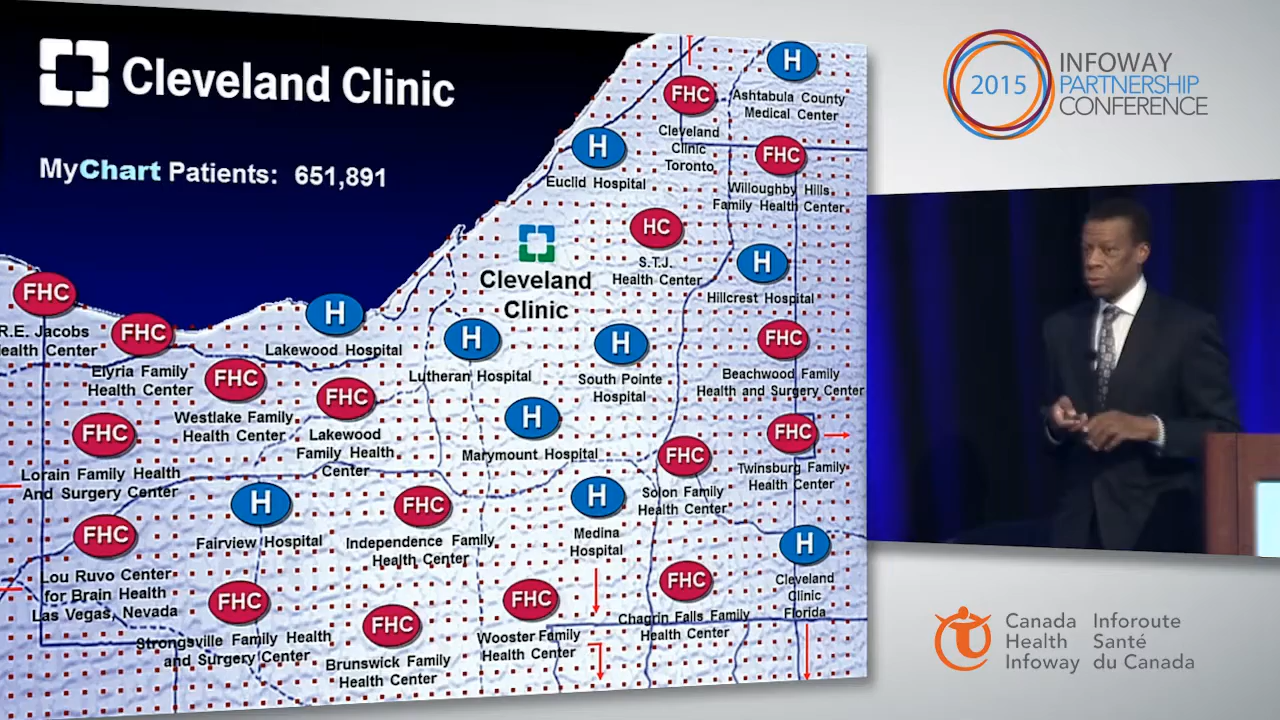 Cleveland Clinic
MyChart Patients: 651,891
H
Ashtabula County
Medical Center
FHC
Cleveland
Clinic
Toronto
H
Euclid Hospital
FHC
Willoughby Hills
Family Health Center
HC
S.T.J.
Health Center
Cleveland
Clinic
H
Hillcrest Hospital
FHC
R.E. Jacobs
ealth Center
FHC
Elyria Family
Health Center
H
Lakewood Hospital
H
Lutheran Hospital
H
South Pointe
Hospital
FHC
Beachwood Family
Health and Surgery Center
FHC
Westlake Family
Health Center
FHC
Lakewood
Family Health
Center
H
Marymount Hospital
FHC
Lorain Family Health
And Surgery Center
FHC
Solon Family
Health Center
FHC
Twinsburg Family
Health Center
H
Fairview Hospital
FHC
Independence Family
Health Center
H
Medina
Hospital
FHC
Lou Ruvo Center
for Brain Health
Las Vegas, Nevada
H
Cleveland
Clinic
Florida
FHC
Strongsville Family Health
and Surgery Center
FHC
Brunswick Family
Health Center
FHC
Wooster Family
Health Center
FHC
Chagrin Falls Family
Health Center
2015
INFOWAY
PARTNERSHIP
CONFERENCE
Canada
Health
Infoway
Inforoute
Santé
du Canada